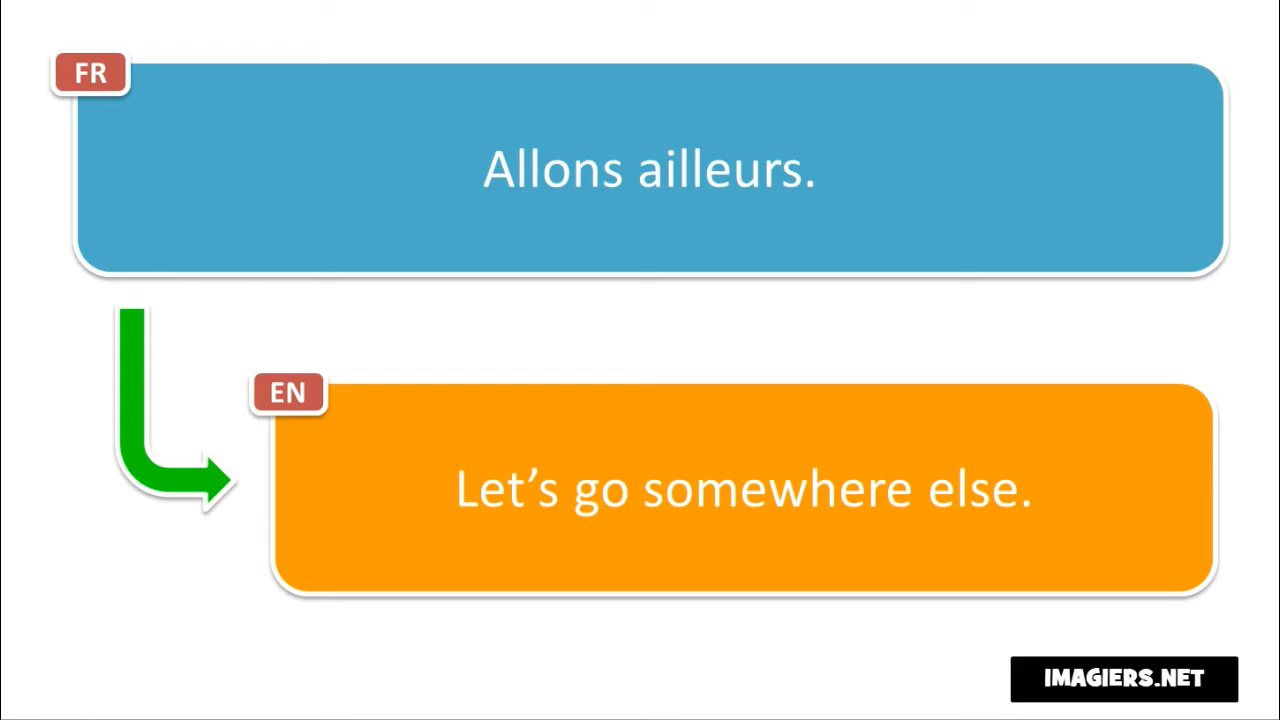 FR
Allons ailleurs.
EN
Let’s go somewhere else.
IMAGIERS.NET